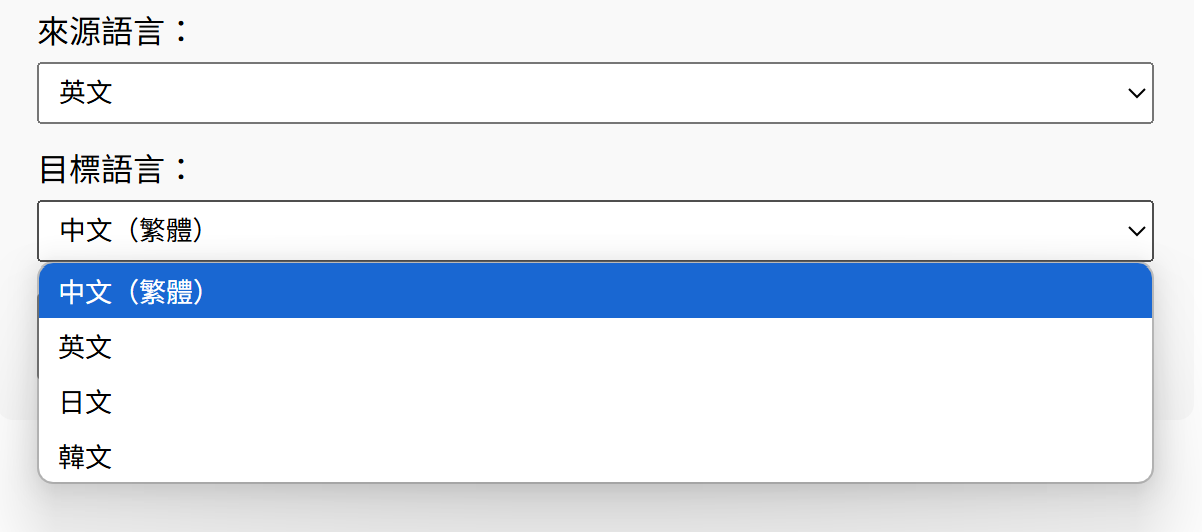 來源語言：
英文
目標語言：
中文（繁體）
中文（繁體）
英文
日文
韓文